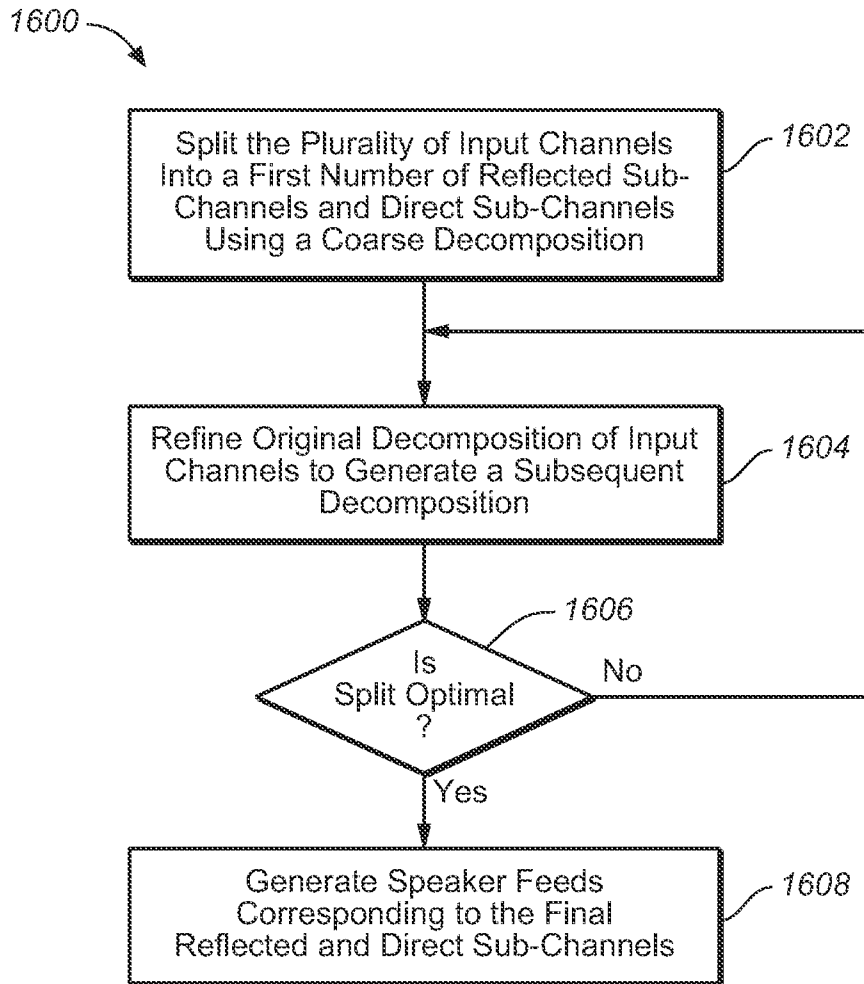 1600
Split the Plurality of Input Channels
Into a First Number of Reflected Sub-
Channels and Direct Sub-Channels
Using a Coarse Decomposition
1602
Refine Original Decomposition of Input
Channels to Generate a Subsequent
Decomposition
1604
1606
Is
Split Optimal
?
No
Yes
Generate Speaker Feeds
Corresponding to the Final
Reflected and Direct Sub-Channels
1608